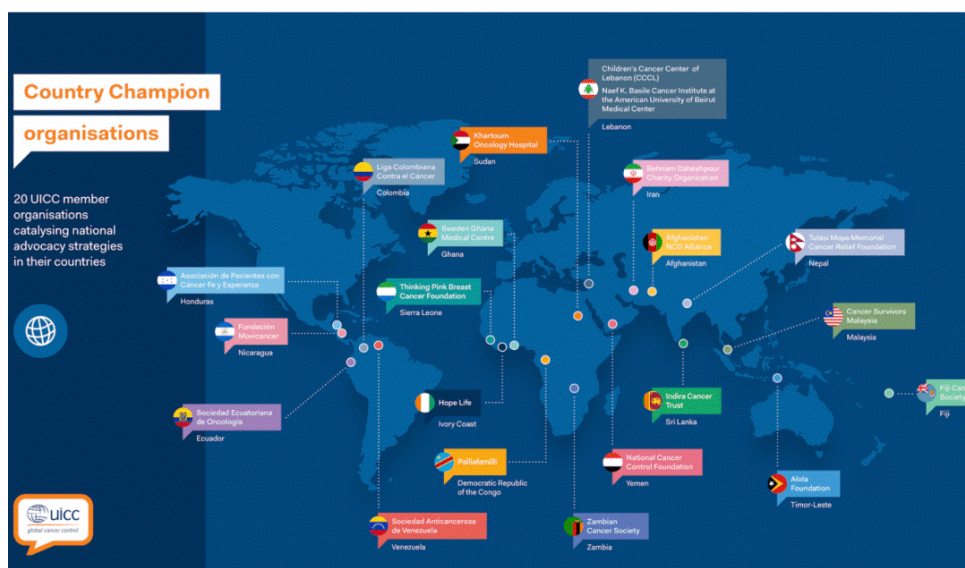 Country Champion
organisations
20 UICC member
organisations
catalysing national
advocacy strategies
in their countries
Children's Cancer Center of
Lebanon (CCCL)
Naef K. Basile Cancer Institute at
the American University of Beirut
Medical Center
Lebanon
Khartoum
Oncology Hospital
Sudan
Liga Colombiana
Contra el Cáncer
Colombia
Behnam Daheshpour
Charity Organization
Iran
Sweden Ghana
Medical Centre
Ghana
Afghanistan
NCD Alliance
Afghanistan
Tulasi Maya Memorial
Cancer Relief Foundation
Nepal
Asociación de Pacientes con
Cáncer Fe y Esperanza
Honduras
Thinking Pink Breast
Cancer Foundation
Sierra Leone
Cancer Survivors
Malaysia
Malaysia
Fundación
Movicancer
Nicaragua
Hope Life
Ivory Coast
Indira Cancer
Trust
Sri Lanka
Fiji Can
Society
Fiji
Sociedad Ecuatoriana
de Oncología
Ecuador
Palliafamilli
Democratic Republic
of the Congo
National Cancer
Control Foundation
Yemen
Alola
Foundation
Timor-Leste
Sociedad Anticancerosa
de Venezuela
Venezuela
Zambian
Cancer Society
Zambia
uicc
global cancer control